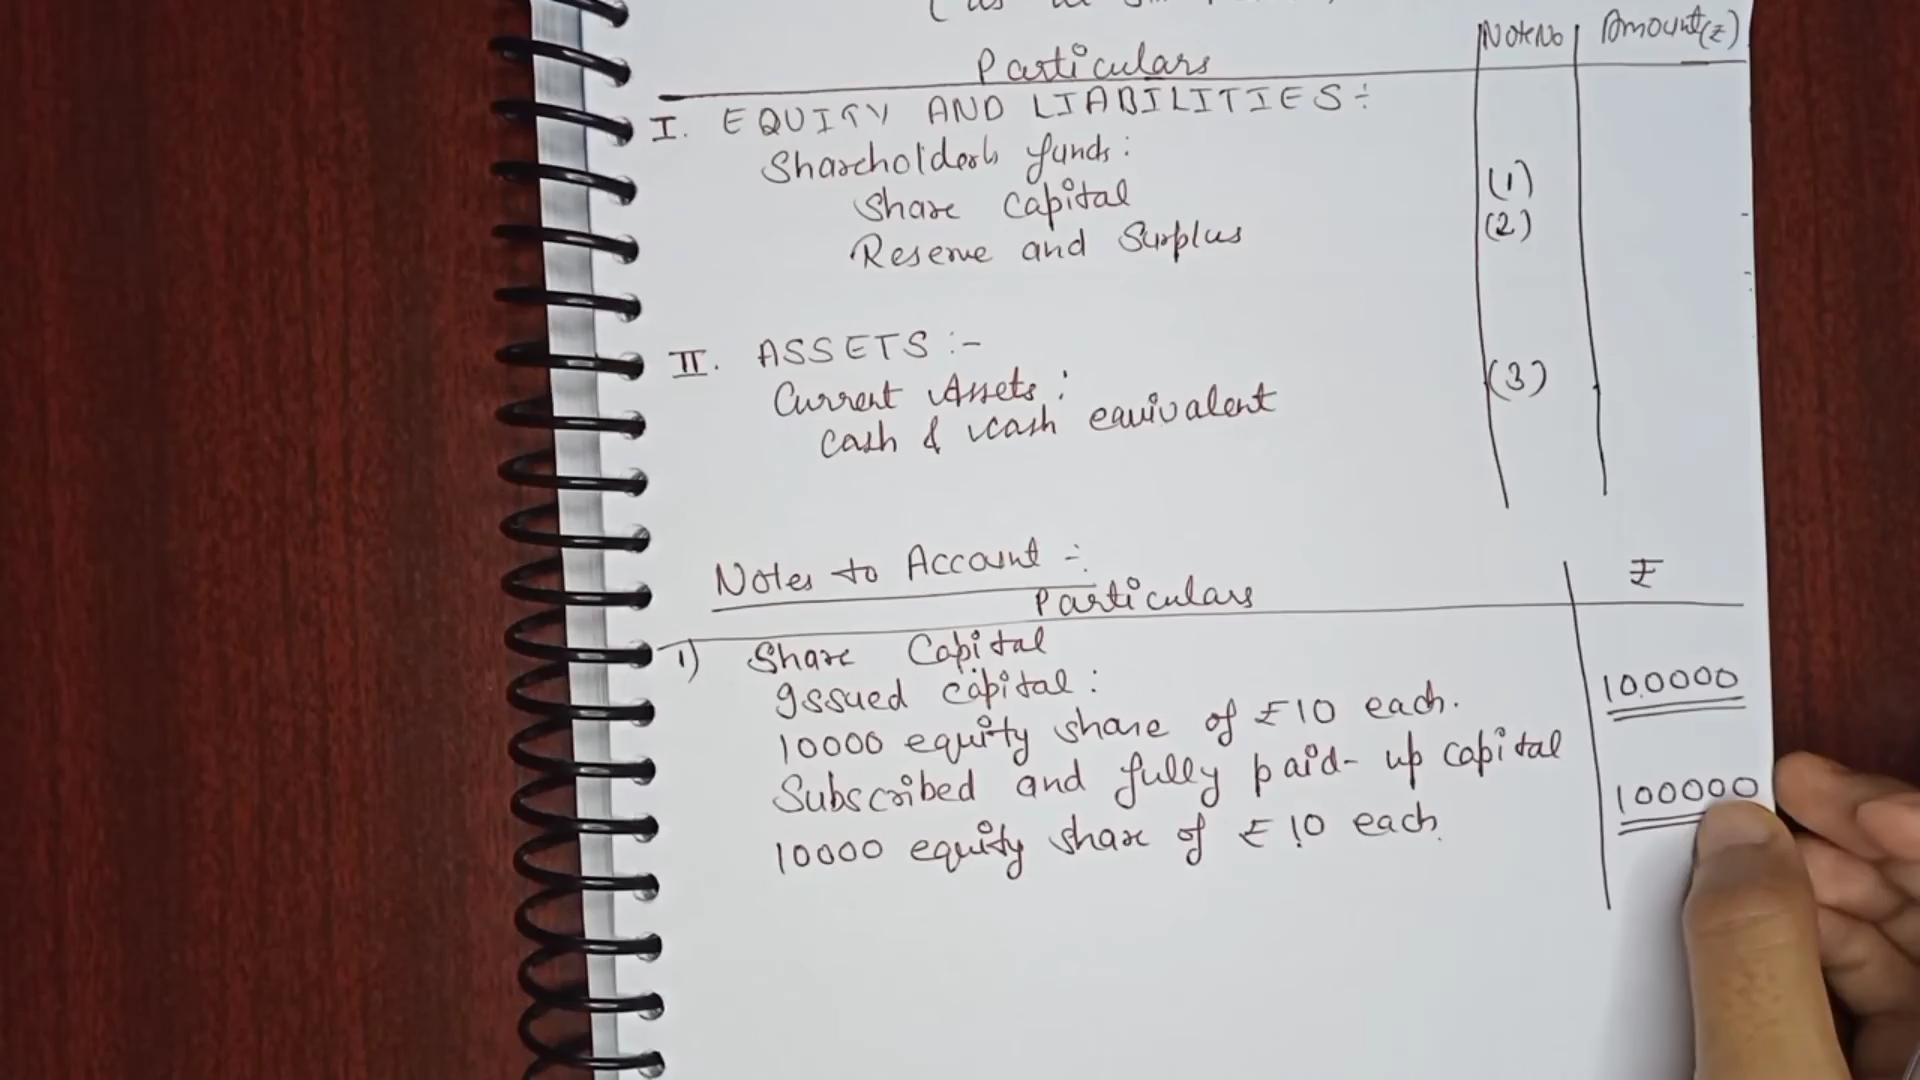 Particulars Note No Amount(₹)
I. EQUITY AND LIABILITIES:-
Shareholder's funds:
Share Capital (1)
Reserve and Surplus (2)
II. ASSETS:-
Current Assets:
Cash & cash equivalent (3)
Notes to Account:-
Particulars ₹
1) Share Capital
Issued capital:
10000 equity share of ₹10 each. 100000
Subscribed and fully paid-up capital
10000 equity share of ₹10 each. 100000